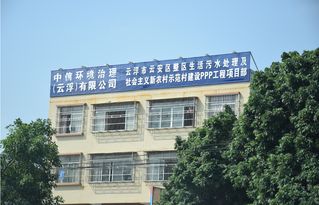 中信环境治理
(云浮)有限公司
云浮市云安区整区生活污水处理及
社会主义新农村示范村建设PPP工程项目部